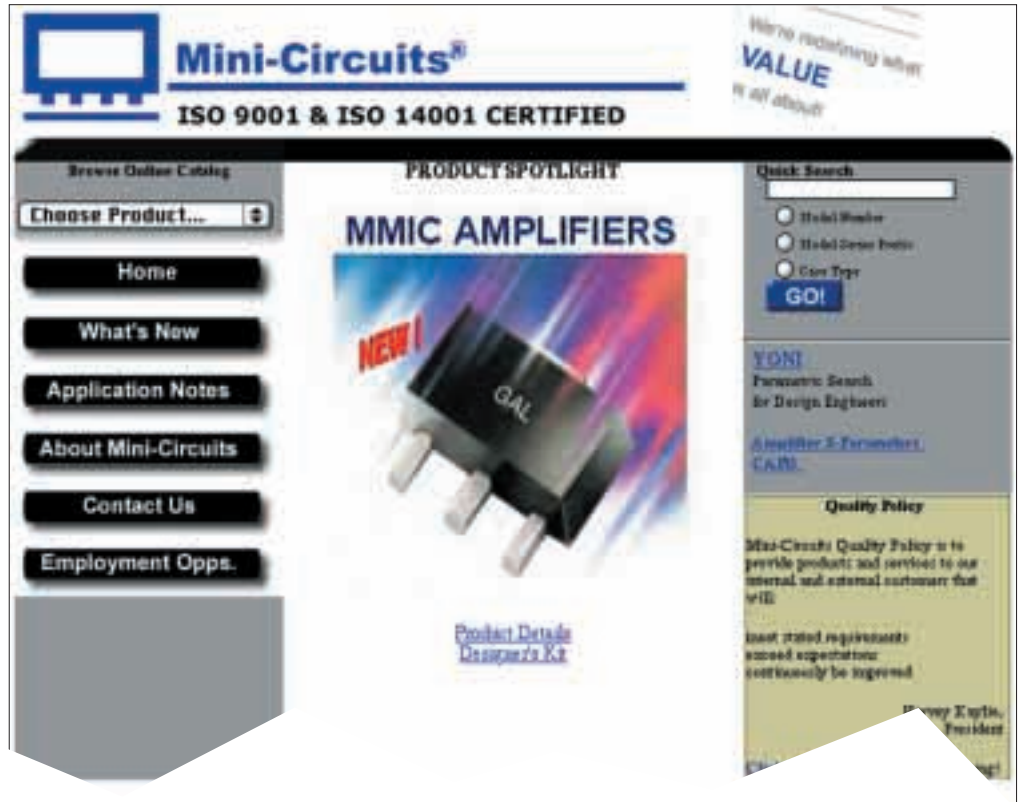 Mini-Circuits®
ISO 9001 & ISO 14001 CERTIFIED
We're redefining what
VALUE
is all about!
Browse Online Catalog
Choose Product...
Home
What's New
Application Notes
About Mini-Circuits
Contact Us
Employment Opps.
PRODUCT SPOTLIGHT
MMIC AMPLIFIERS
NEW!
GAL
Product Details
Designer's Kit
Quick Search
Model Number
Model Series Prefix
Case Type
GO!
YONI
Parametric Search
for Design Engineers
Amplifier S-Parameters
Quality Policy
Mini-Circuits Quality Policy is to
provide products and services to our
internal and external customers that
will:
meet stated requirements
exceed expectations
continuously be improved
Harvey Kaylie,
President